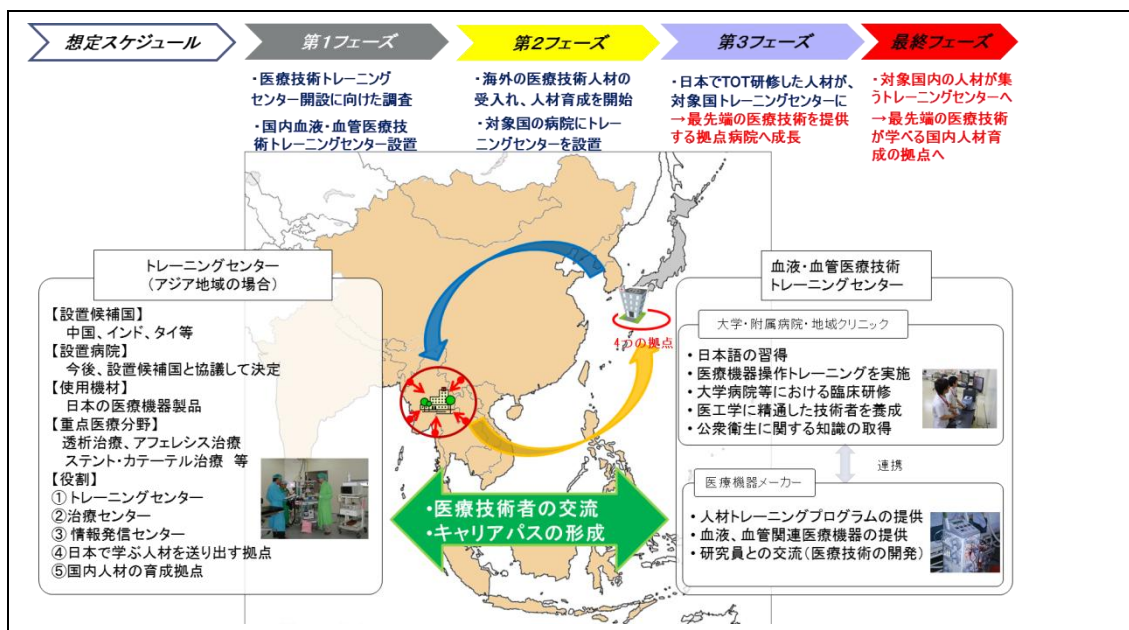 想定スケジュール
第1フェーズ
第2フェーズ
第3フェーズ
最終フェーズ
・医療技術トレーニング
センター開設に向けた調査
・国内血液・血管医療技
術トレーニングセンター設置
・海外の医療技術人材の
受入れ、人材育成を開始
・対象国の病院にトレー
ニングセンターを設置
・日本でTOT研修した人材が、
対象国トレーニングセンターに
→最先端の医療技術を提供
する拠点病院へ成長
・対象国内の人材が集
うトレーニングセンターへ
→最先端の医療技術
が学べる国内人材育
成の拠点へ
トレーニングセンター
（アジア地域の場合）
【設置候補国】
中国、インド、タイ等
【設置病院】
今後、設置候補国と協議して決定
【使用機材】
日本の医療機器製品
【重点医療分野】
透析治療、アフェレシス治療
ステント・カテーテル治療 等
【役割】
①トレーニングセンター
②治療センター
③情報発信センター
④日本で学ぶ人材を送り出す拠点
⑤国内人材の育成拠点
4つの拠点
・医療技術者の交流
・キャリアパスの形成
血液・血管医療技術
トレーニングセンター
大学・附属病院・地域クリニック
・日本語の習得
・医療機器操作トレーニングを実施
・大学病院等における臨床研修
・医工学に精通した技術者を養成
・公衆衛生に関する知識の取得
連携
医療機器メーカー
・人材トレーニングプログラムの提供
・血液、血管関連医療機器の提供
・研究員との交流（医療技術の開発）